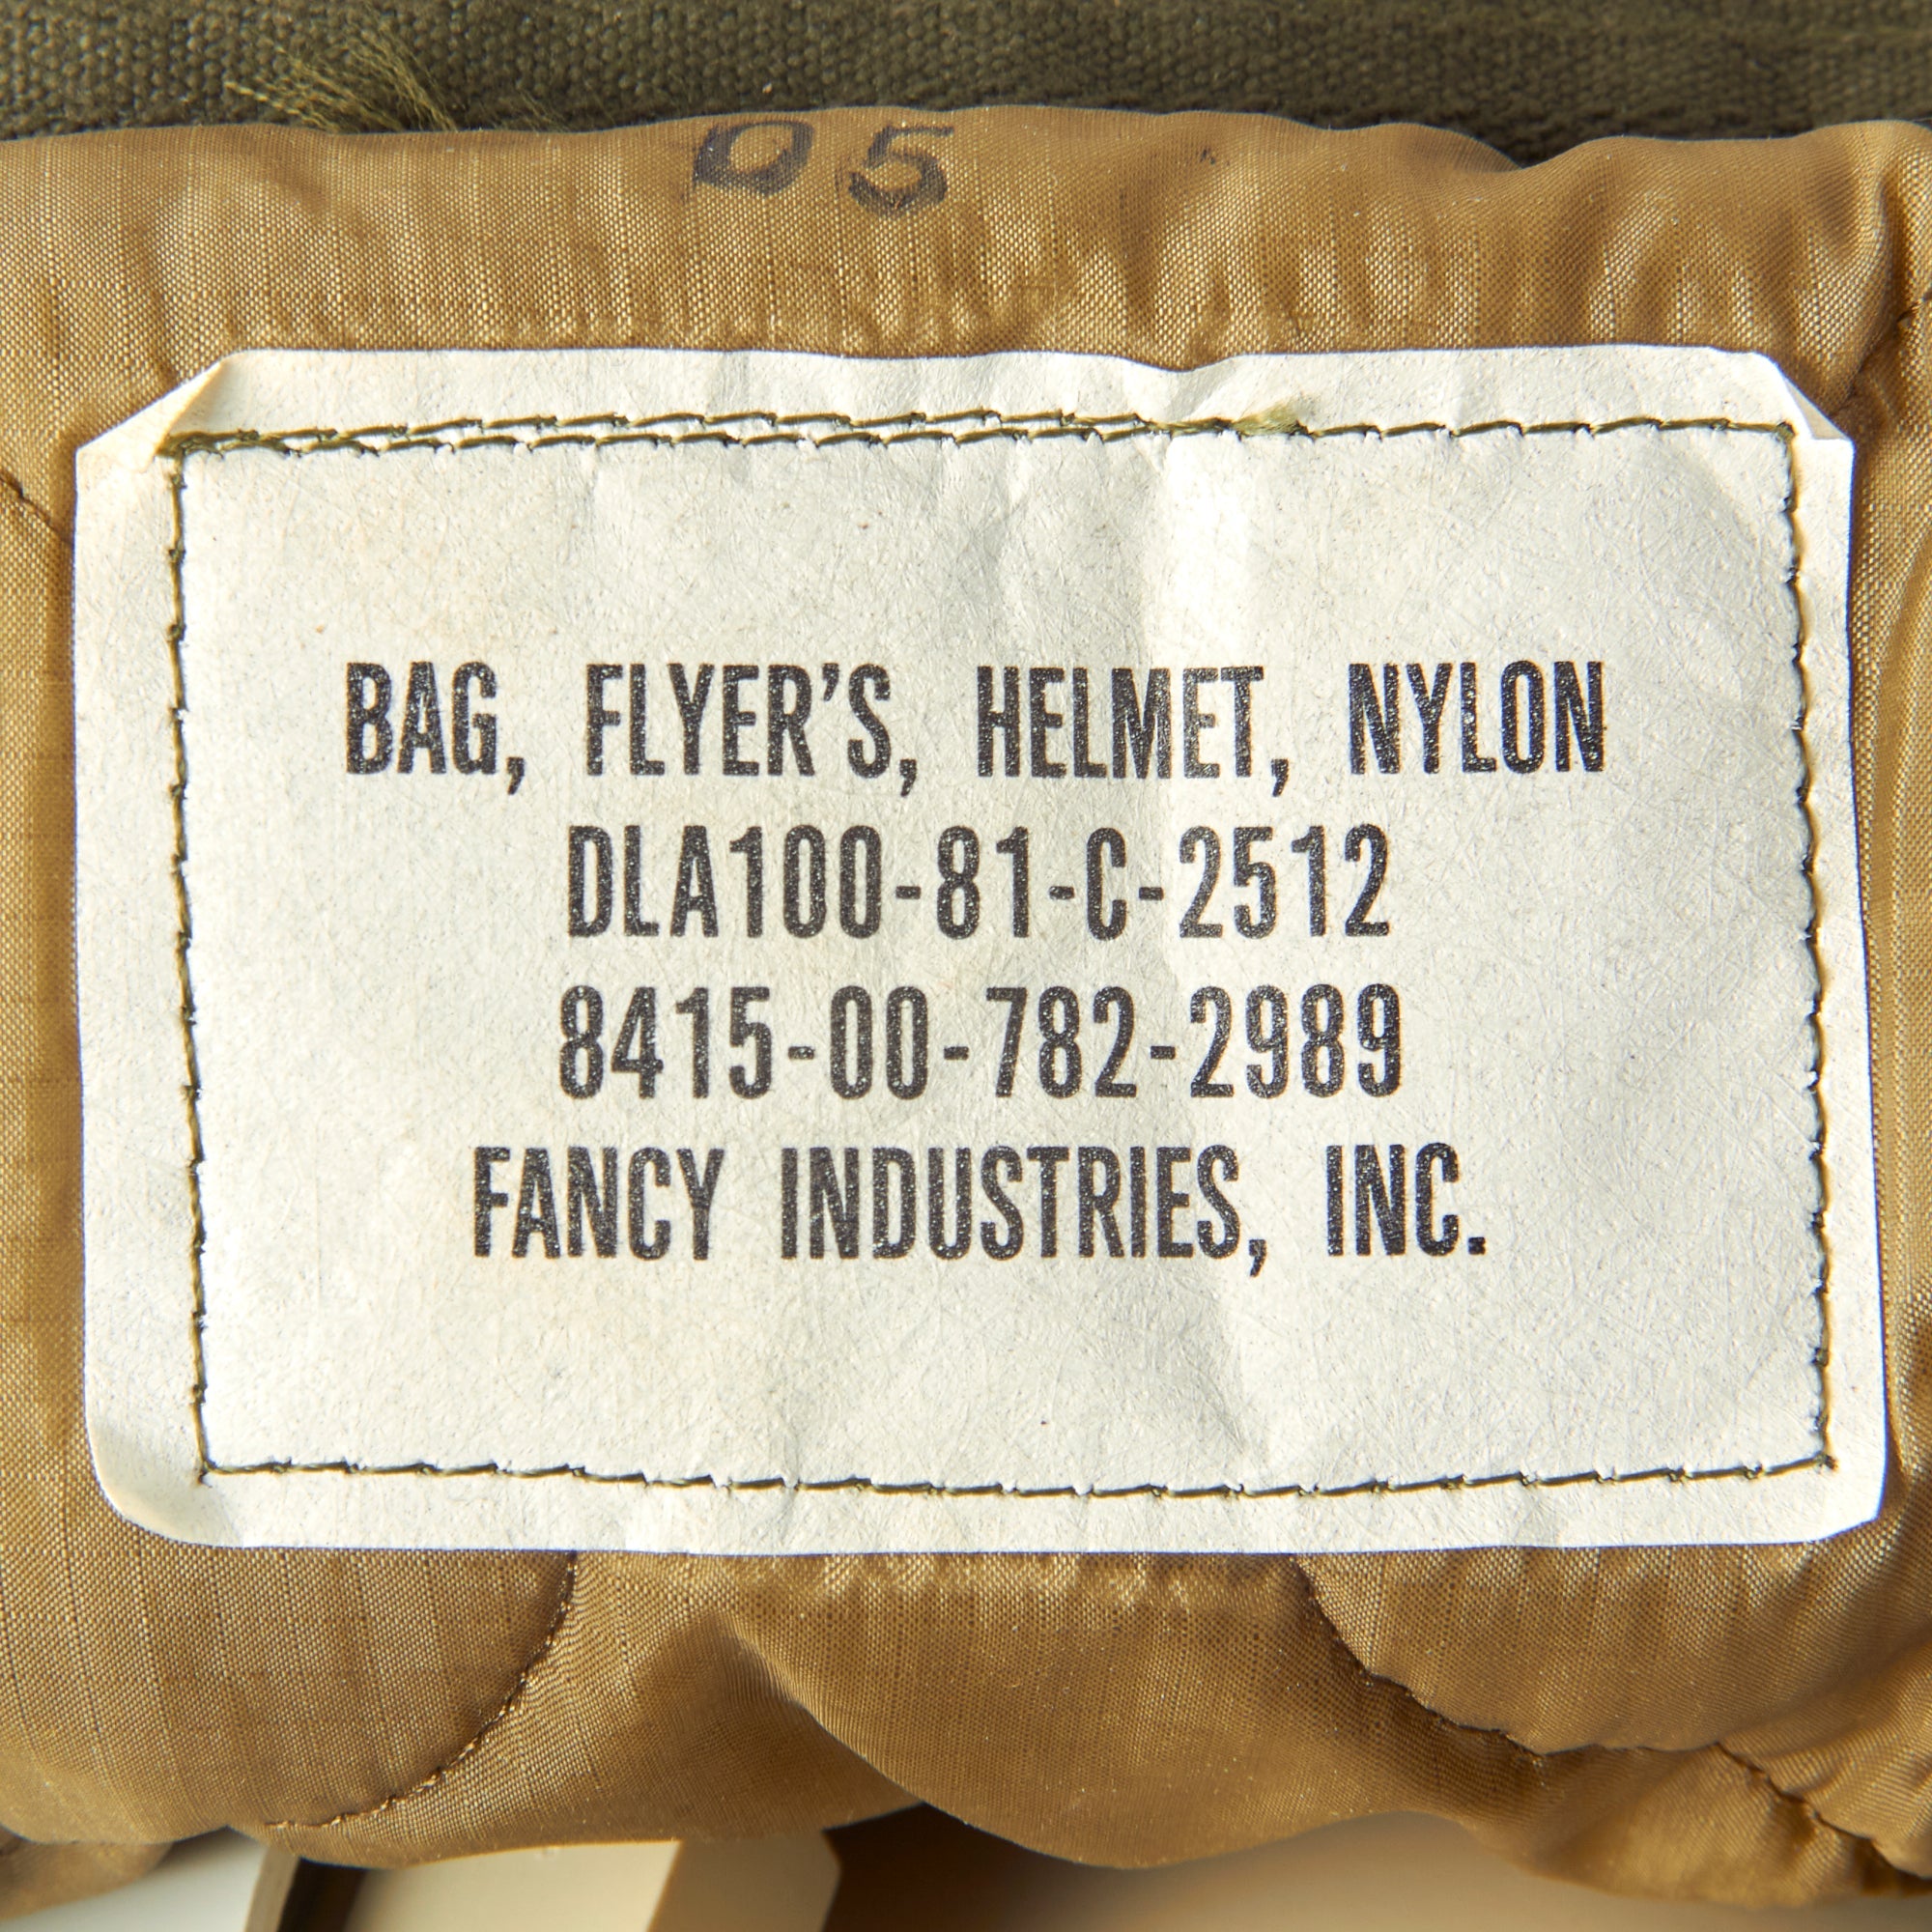 05
BAG, FLYER'S, HELMET, NYLON
DLA100-81-C-2512
8415-00-782-2989
FANCY INDUSTRIES, INC.